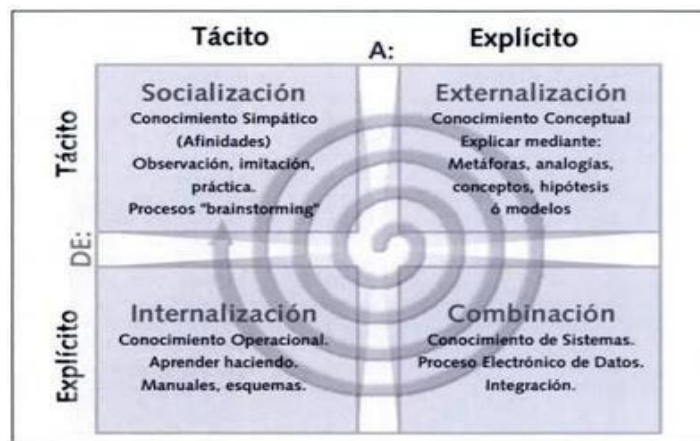 Tácito
A:
Explícito
Tácito
Socialización
Conocimiento Simpático
(Afinidades)
Observación, imitación,
práctica.
Procesos "brainstorming"
Externalización
Conocimiento Conceptual
Explicar mediante:
Metáforas, analogías,
conceptos, hipótesis
ó modelos
DE:
Explícito
Internalización
Conocimiento Operacional.
Aprender haciendo.
Manuales, esquemas.
Combinación
Conocimiento de Sistemas.
Proceso Electrónico de Datos.
Integración.